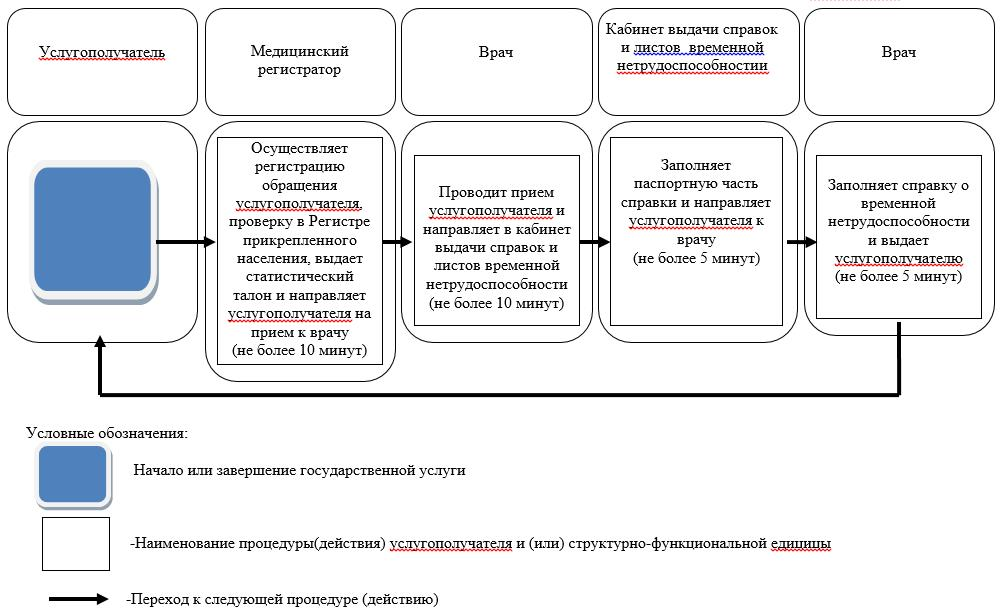 Услугополучатель
Медицинский
регистратор
Врач
Кабинет выдачи справок
и листов временной
нетрудоспособностии
Врач
Осуществляет
регистрацию
обращения
услугополучателя,
проверку в Регистре
прикрепленного
населения, выдает
статистический
талон и направляет
услугополучателя на
прием к врачу
(не более 10 минут)
Проводит прием
услугополучателя и
направляет в кабинет
выдачи справок и
листов временной
нетрудоспособности
(не более 10 минут)
Заполняет
паспортную часть
справки и направляет
услугополучателя к
врачу
(не более 5 минут)
Заполняет справку о
временной
нетрудоспособности
и выдает
услугополучателю
(не более 5 минут)
Условные обозначения:
Начало или завершение государственной услуги
-Наименование процедуры(действия) услугополучателя и (или) структурно-функциональной едицицы
-Переход к следующей процедуре (действию)